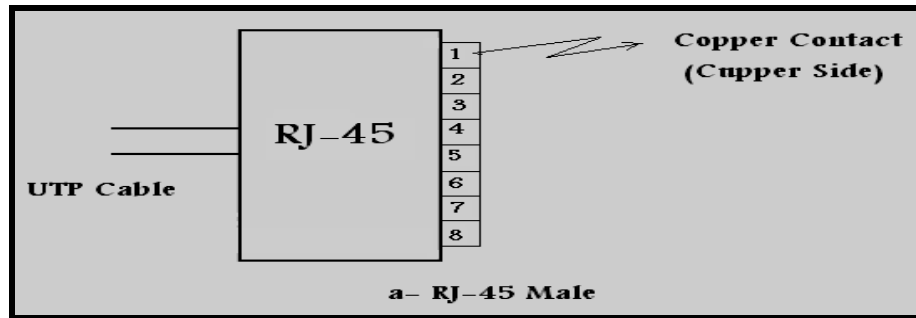 Copper Contact
(Cupper Side)
1
2
3
4
5
6
7
8
RJ-45
UTP Cable
a- RJ-45 Male